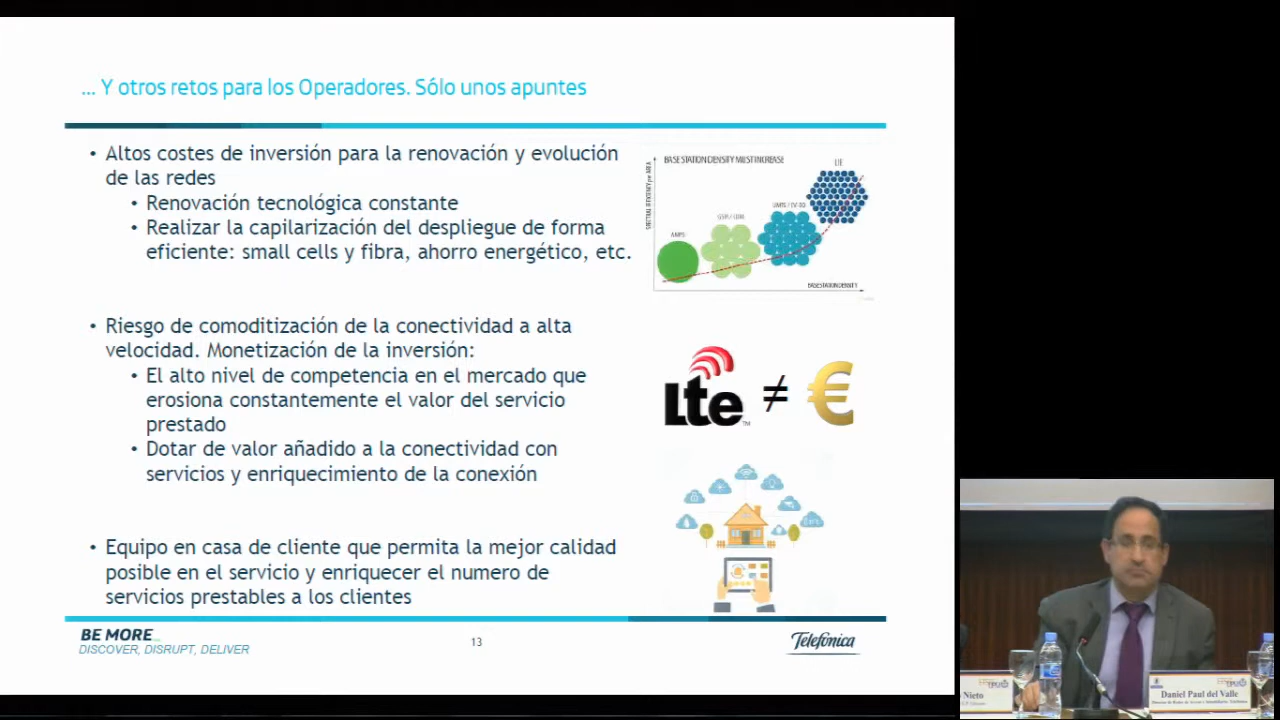 ... Y otros retos para los Operadores. Sólo unos apuntes
• Altos costes de inversión para la renovación y evolución
de las redes
• Renovación tecnológica constante
• Realizar la capilarización del despliegue de forma
eficiente: small cells y fibra, ahorro energético, etc.
BASE STATION DENSITY MUST INCREASE
LTE
AMPS
BASE STATION DENSITY
• Riesgo de comoditización de la conectividad a alta
velocidad. Monetización de la inversión:
• El alto nivel de competencia en el mercado que
erosiona constantemente el valor del servicio
prestado
• Dotar de valor añadido a la conectividad con
servicios y enriquecimiento de la conexión
Lte ™ ≠ €
• Equipo en casa de cliente que permita la mejor calidad
posible en el servicio y enriquecer el numero de
servicios prestables a los clientes
BE MORE_
DISCOVER, DISRUPT, DELIVER
13
Telefónica
Nieto
Daniel Paul del Valle